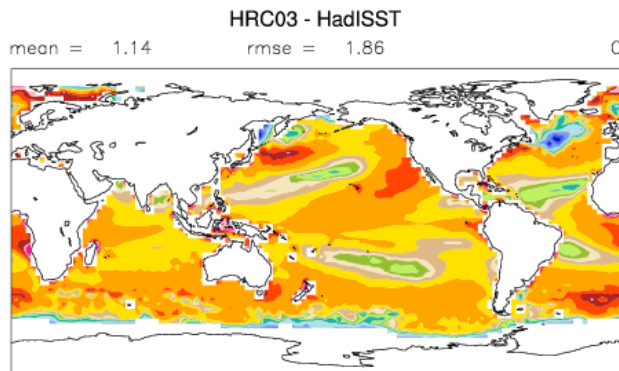 HRC03 - HadISST
mean = 1.14 rmse = 1.86